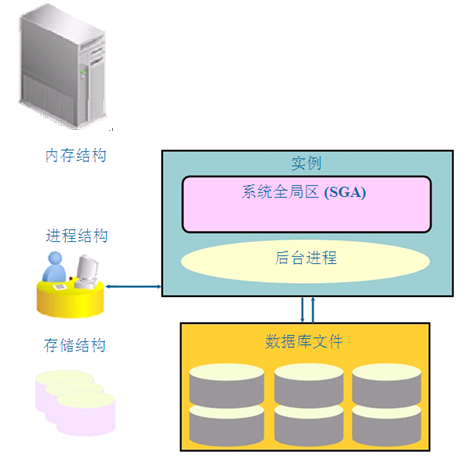 内存结构
实例
系统全局区 (SGA)
进程结构
后台进程
存储结构
数据库文件